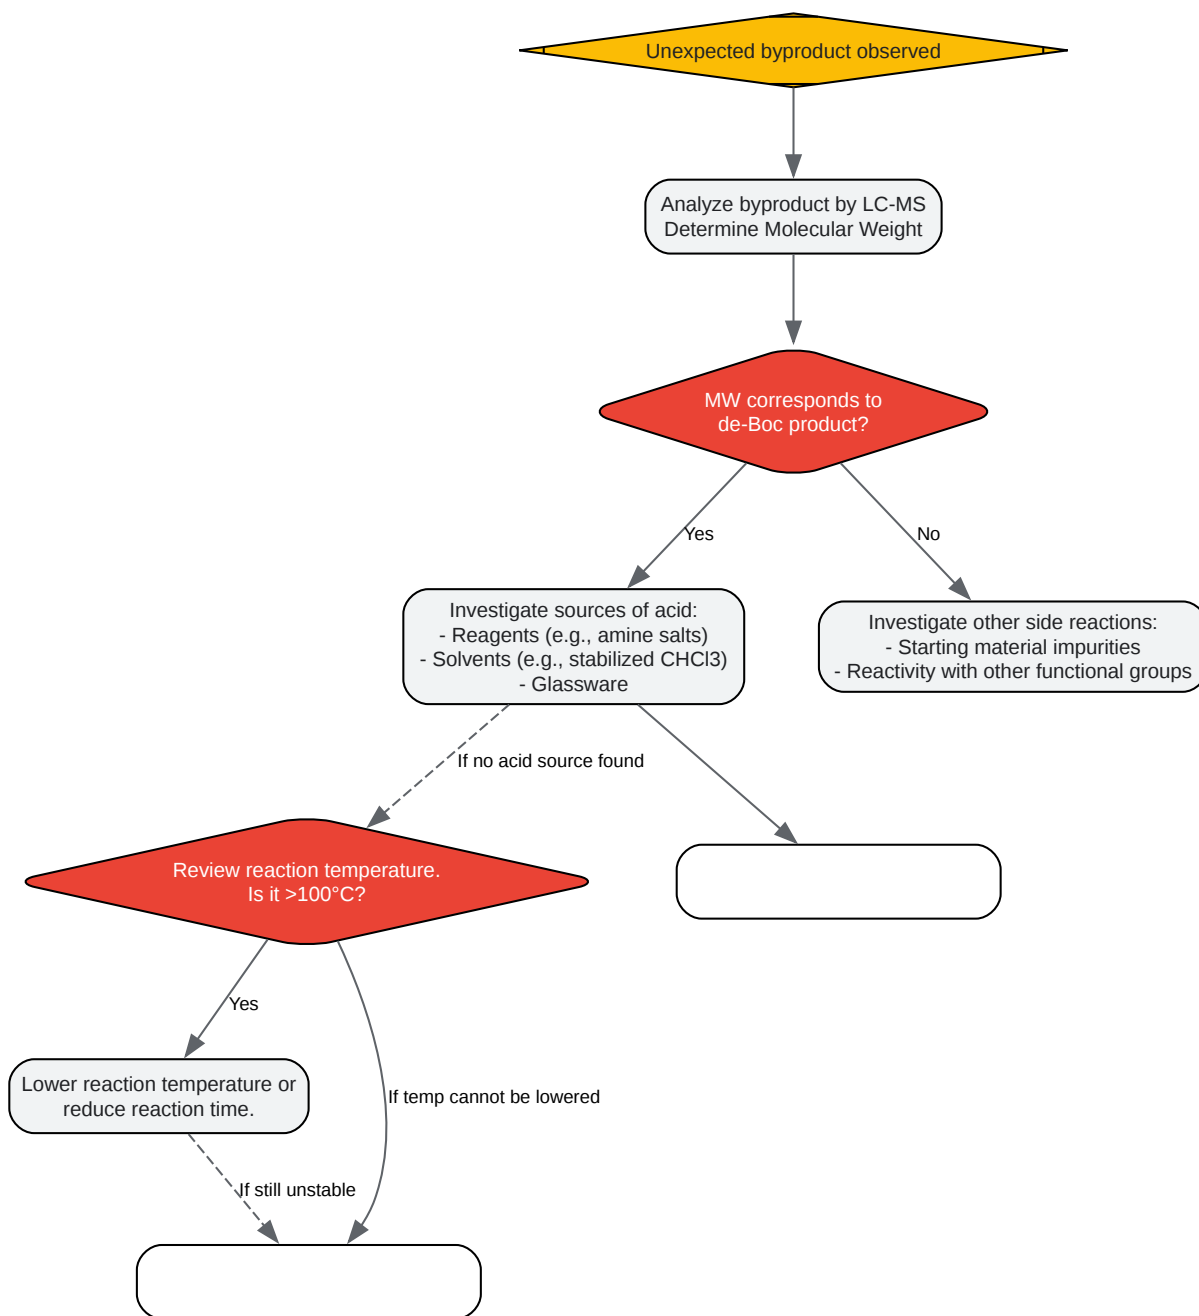 Unexpected byproduct observed
Analyze byproduct by LC-MS
Determine Molecular Weight
MW corresponds to
de-Boc product?
Yes
No
Investigate sources of acid:
- Reagents (e.g., amine salts)
- Solvents (e.g., stabilized CHCl3)
- Glassware
Investigate other side reactions:
- Starting material impurities
- Reactivity with other functional groups
If no acid source found
Review reaction temperature.
Is it >100°C?
Yes
If temp cannot be lowered
Lower reaction temperature or
reduce reaction time.
If still unstable